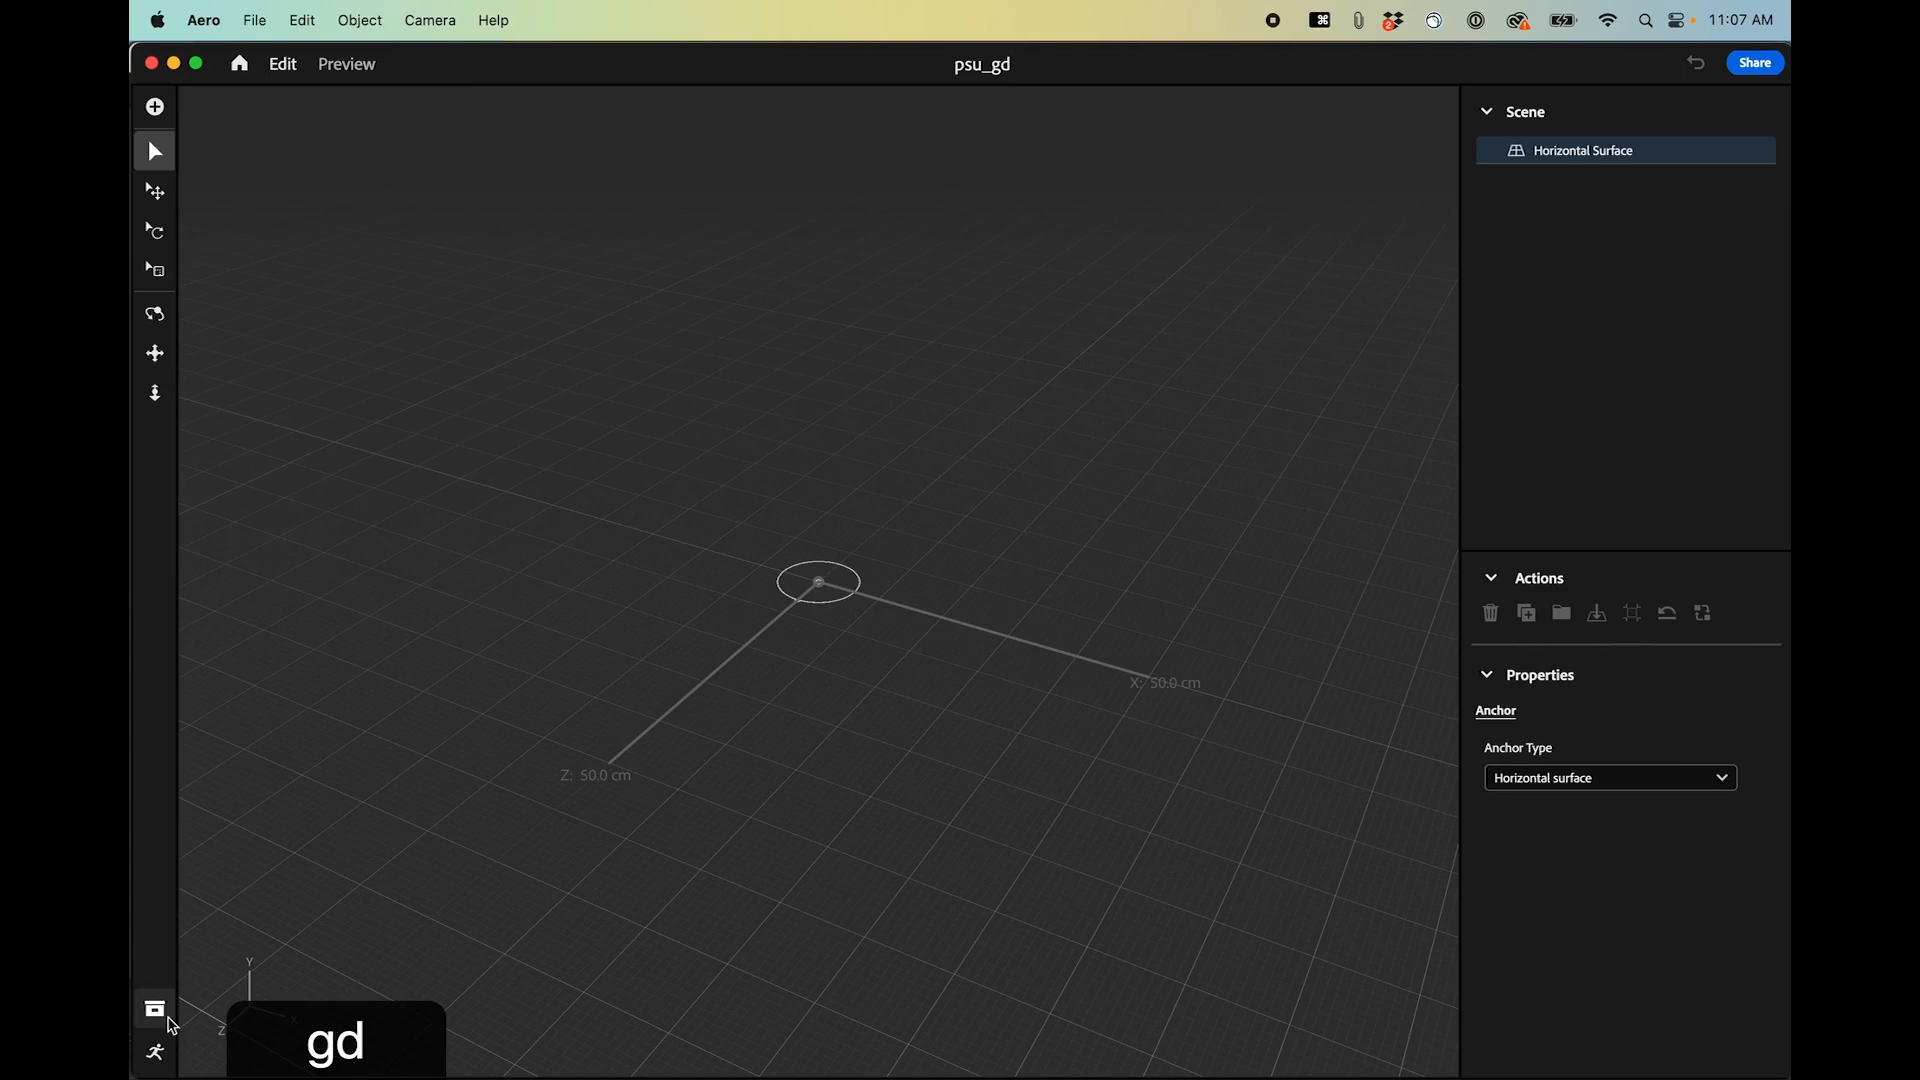 Aero File Edit Object Camera Help
2
11:07 AM
Edit Preview
psu_gd
Share
Scene
Horizontal Surface
X: 50.0 cm
Z: 50.0 cm
Actions
Properties
Anchor
Anchor Type
Horizontal surface
Y
X
Z
gd